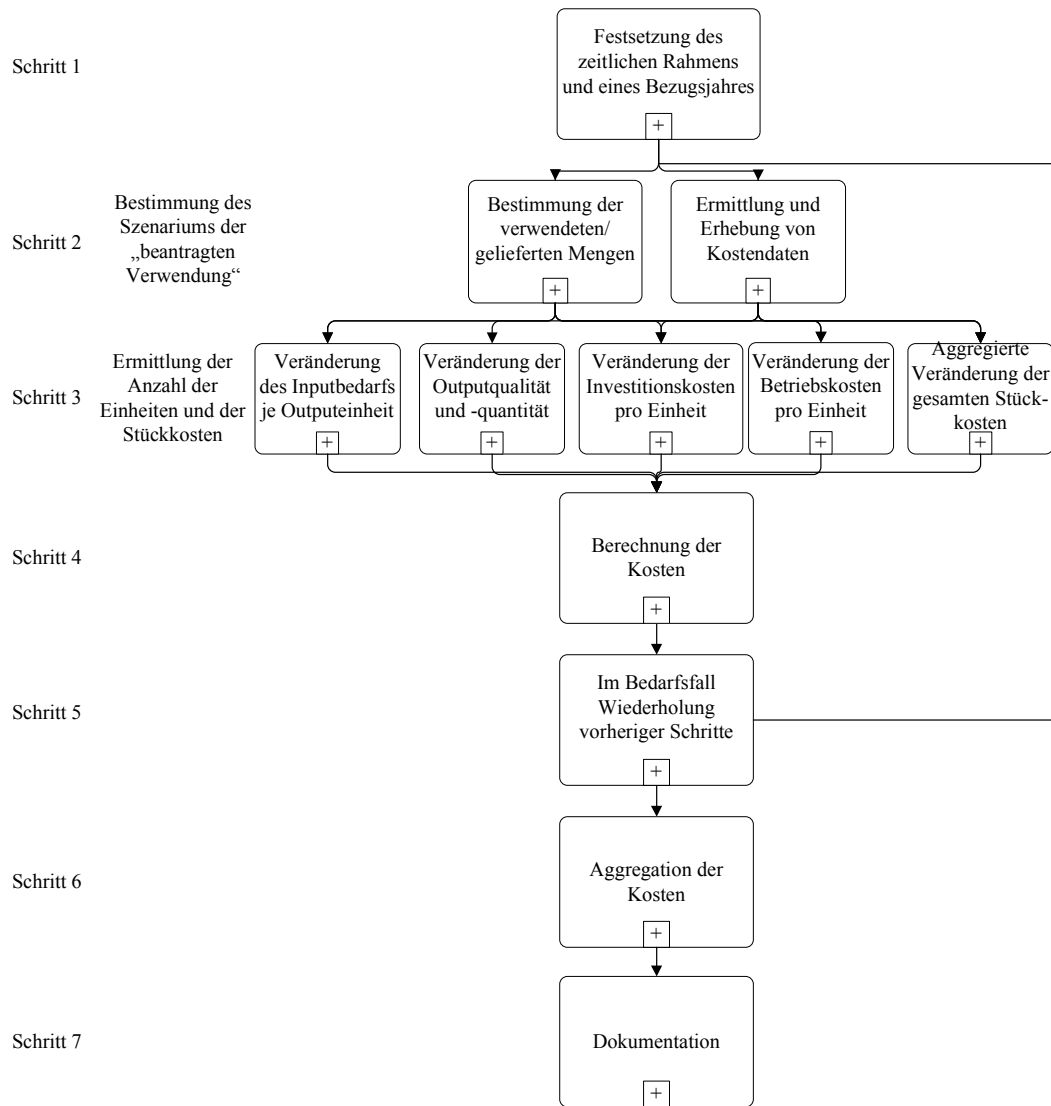 Schritt 1
Festsetzung des
zeitlichen Rahmens
und eines Bezugsjahres
+
Schritt 2
Bestimmung des
Szenariums der
„beantragten
Verwendung“
Bestimmung der
verwendeten/
gelieferten Mengen
+
Ermittlung und
Erhebung von
Kostendaten
+
Schritt 3
Ermittlung der
Anzahl der
Einheiten und der
Stückkosten
Veränderung
des Inputbedarfs
je Outputeinheit
+
Veränderung der
Outputqualität
und -quantität
+
Veränderung der
Investitionskosten
pro Einheit
+
Veränderung der
Betriebskosten
pro Einheit
+
Aggregierte
Veränderung der
gesamten Stück-
kosten
+
Schritt 4
Berechnung der
Kosten
+
Schritt 5
Im Bedarfsfall
Wiederholung
vorheriger Schritte
+
Schritt 6
Aggregation der
Kosten
+
Schritt 7
Dokumentation
+